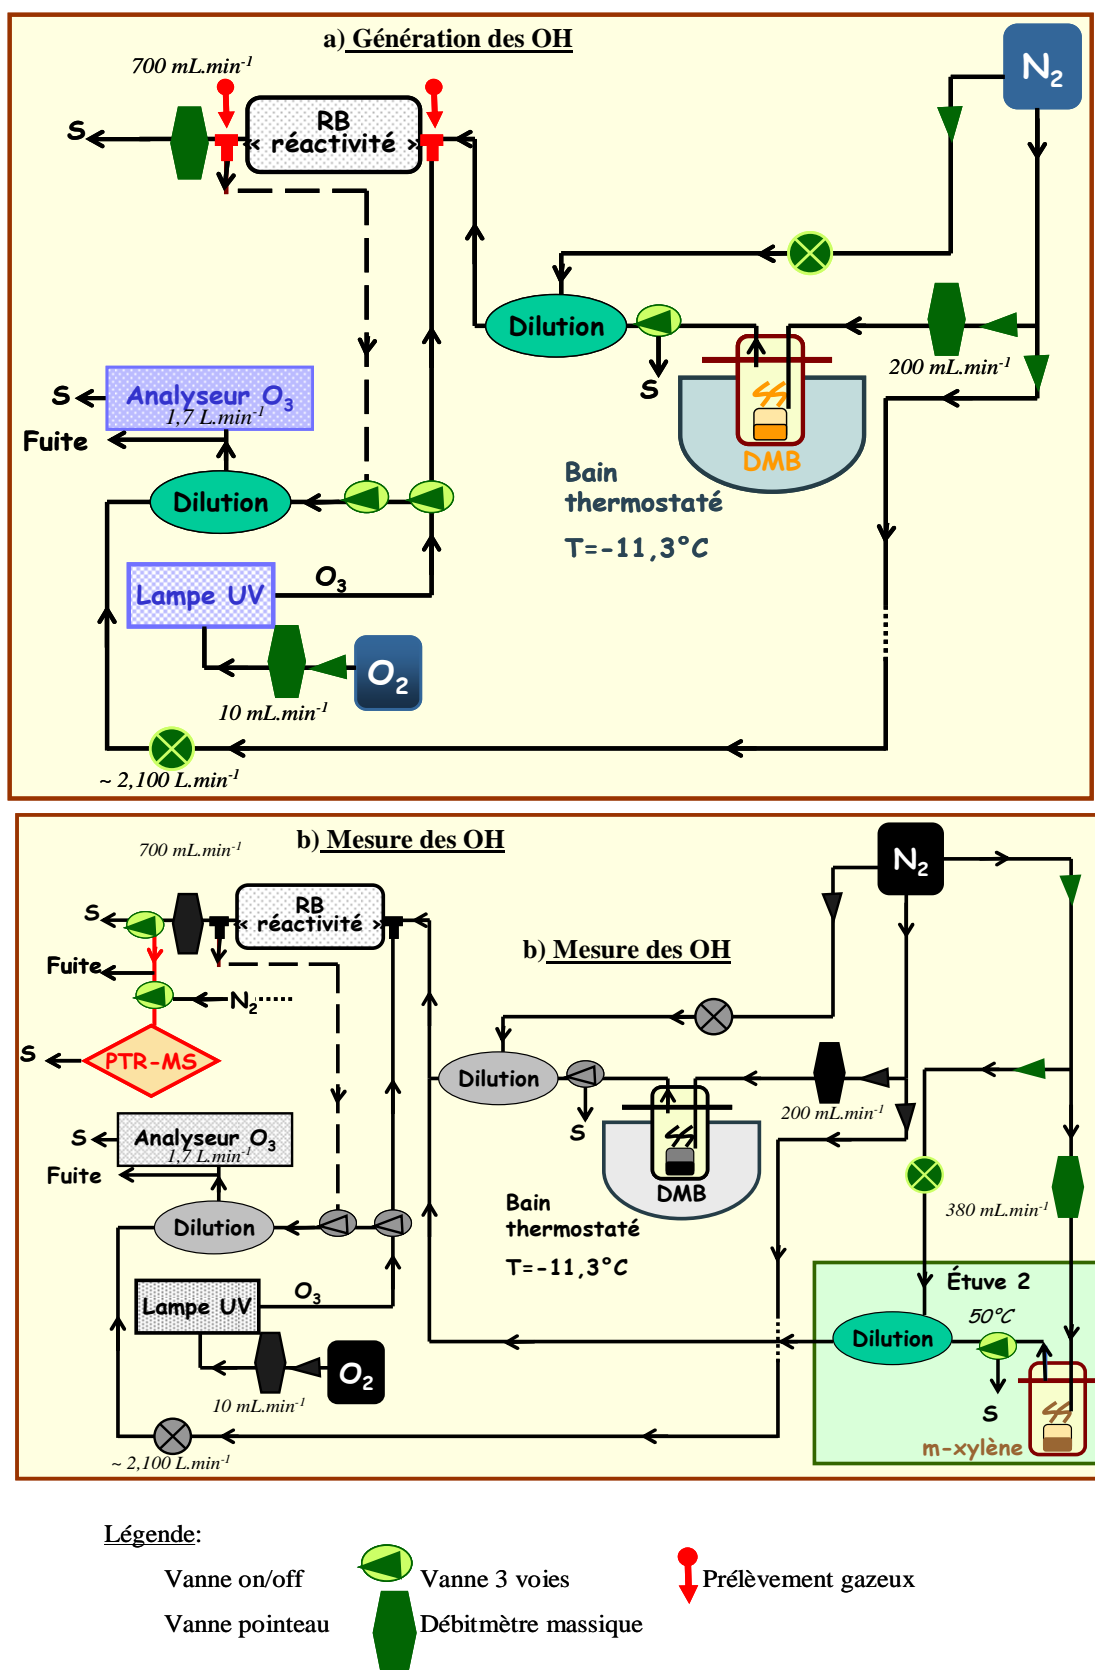 a) Génération des OH
700 mL.min-1
N2
S
RB
« réactivité »
Dilution
200 mL.min-1
S
Analyseur O3
1,7 L.min-1
S
Fuite
DMB
Bain
thermostaté
T=-11,3°C
Dilution
Lampe UV
O3
O2
10 mL.min-1
~ 2,100 L.min-1
b) Mesure des OH
700 mL.min-1
N2
S
RB
« réactivité »
b) Mesure des OH
Fuite
N2
PTR-MS
S
Dilution
200 mL.min-1
S
Analyseur O3
1,7 L.min-1
S
Fuite
DMB
380 mL.min-1
Bain
thermostaté
T=-11,3°C
Dilution
Étuve 2
50°C
Dilution
Lampe UV
O3
O2
10 mL.min-1
S
m-xylène
~ 2,100 L.min-1
Légende:
Vanne on/off
Vanne 3 voies
Prélèvement gazeux
Vanne pointeau
Débitmètre massique